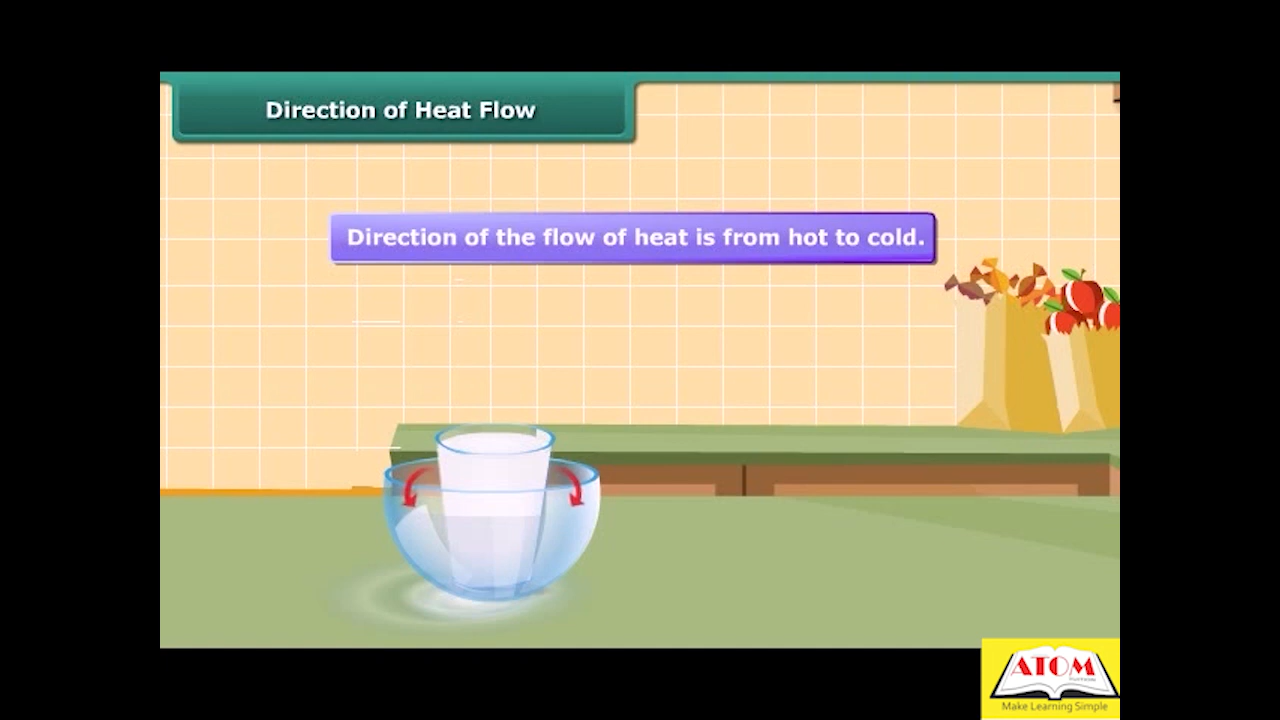 Direction of Heat Flow
Direction of the flow of heat is from hot to cold.
ATOM
Make Learning Simple